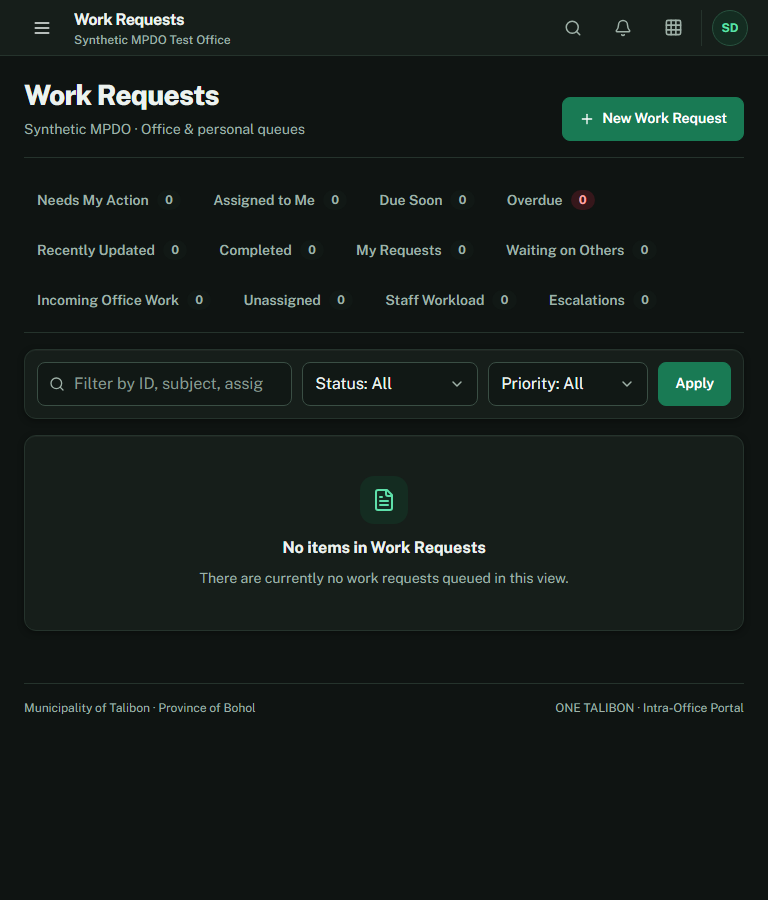 Work Requests
Synthetic MPDO Test Office
SD
Work Requests
Synthetic MPDO · Office & personal queues
New Work Request
Needs My Action 0 Assigned to Me 0 Due Soon 0 Overdue 0
Recently Updated 0 Completed 0 My Requests 0 Waiting on Others 0
Incoming Office Work 0 Unassigned 0 Staff Workload 0 Escalations 0
Filter by ID, subject, assig Status: All Priority: All Apply
No items in Work Requests
There are currently no work requests queued in this view.
Municipality of Talibon · Province of Bohol ONE TALIBON · Intra-Office Portal